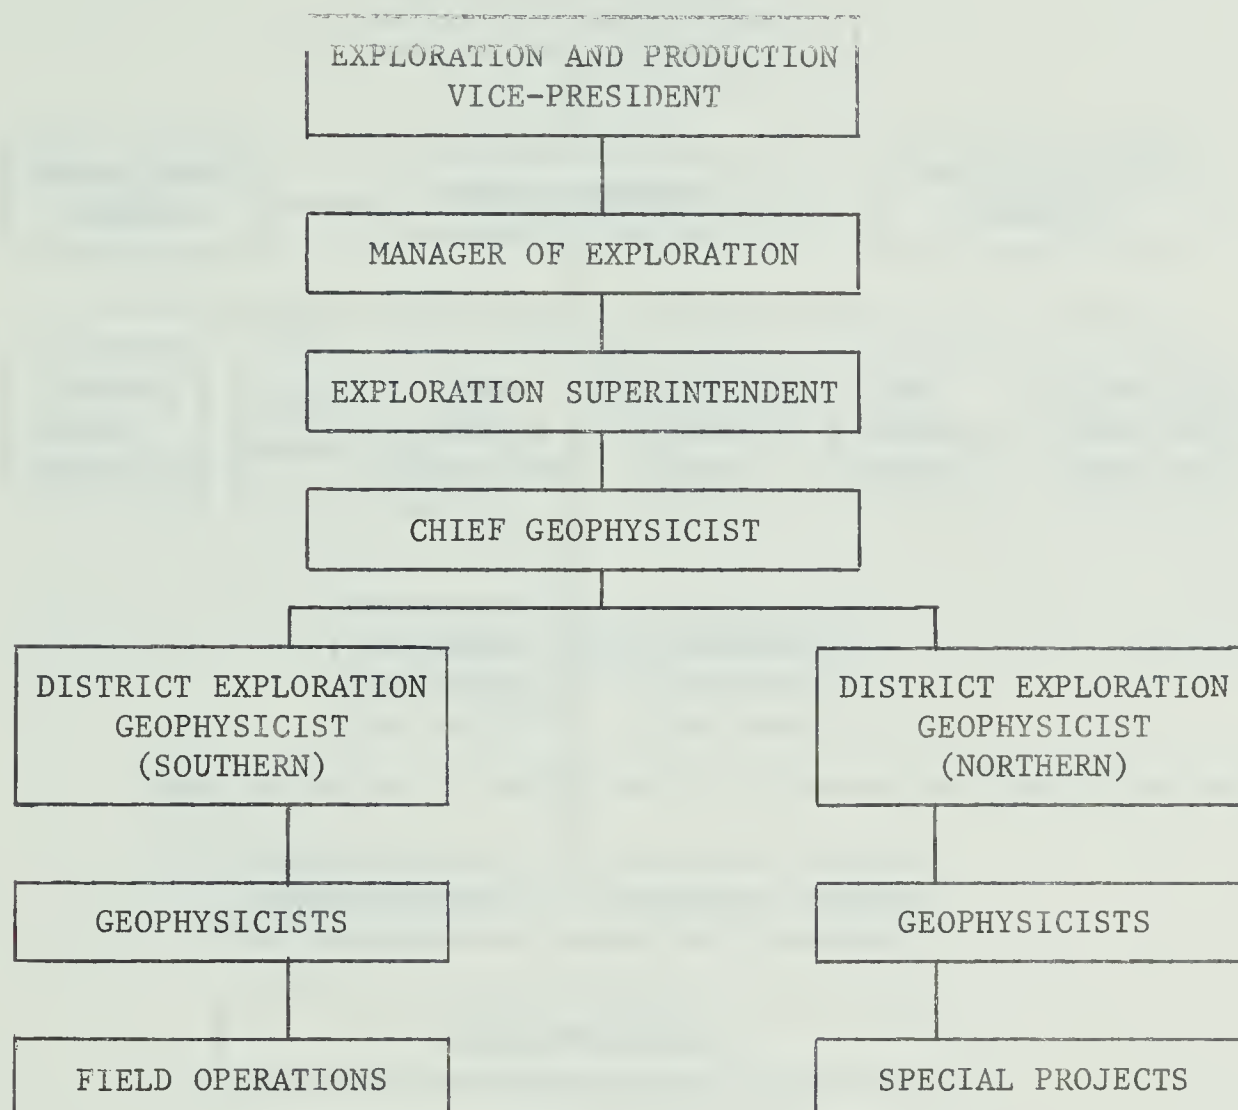 EXPLORATION AND PRODUCTION
VICE-PRESIDENT
MANAGER OF EXPLORATION
EXPLORATION SUPERINTENDENT
CHIEF GEOPHYSICIST
DISTRICT EXPLORATION
GEOPHYSICIST
(SOUTHERN)
DISTRICT EXPLORATION
GEOPHYSICIST
(NORTHERN)
GEOPHYSICISTS
GEOPHYSICISTS
FIELD OPERATIONS
SPECIAL PROJECTS